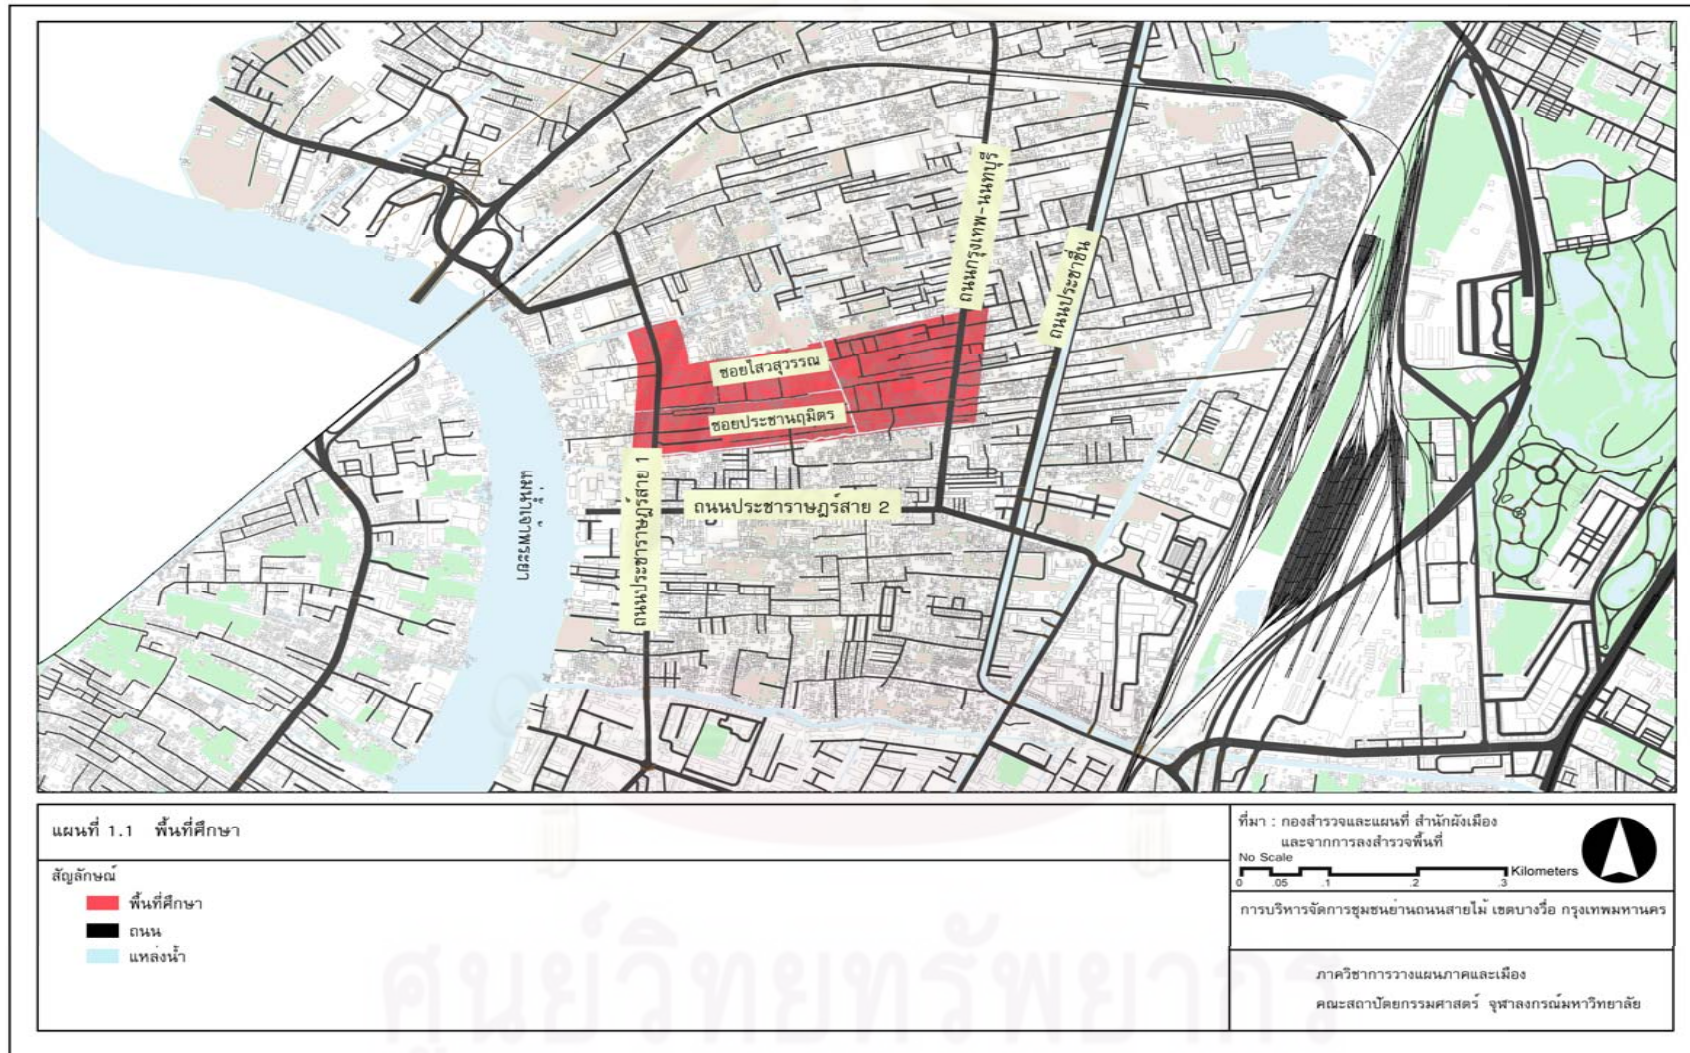 ถนนกรุงเทพ-นนทบุรี
ถนนประชาชื่น
ซอยไสวสุวรรณ
ซอยประชานฤมิตร
ถนนประชาราษฎร์สาย 1
ถนนประชาราษฎร์สาย 2
แม่น้ำเจ้าพระยา
แผนที่ 1.1 พื้นที่ศึกษา
สัญลักษณ์
พื้นที่ศึกษา
ถนน
แหล่งน้ำ
ที่มา : กองสำรวจและแผนที่ สำนักผังเมือง
และจากการลงสำรวจพื้นที่
No Scale
0 .05 .1 .2 .3 Kilometers
การบริหารจัดการชุมชนย่านถนนสายไม้ เขตบางซื่อ กรุงเทพมหานคร
ภาควิชาการวางแผนภาคและเมือง
คณะสถาปัตยกรรมศาสตร์ จุฬาลงกรณ์มหาวิทยาลัย
ศูนย์วิทยทรัพยากร